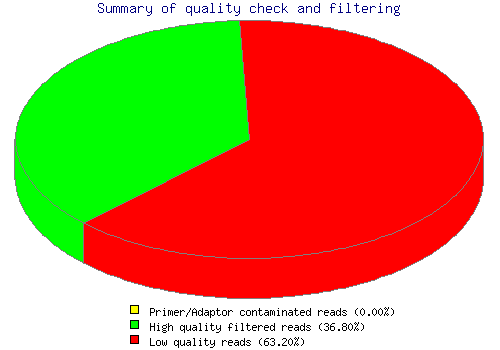 Summary of quality check and filtering
Primer/Adaptor contaminated reads (0.00%)
High quality filtered reads (36.80%)
Low quality reads (63.20%)